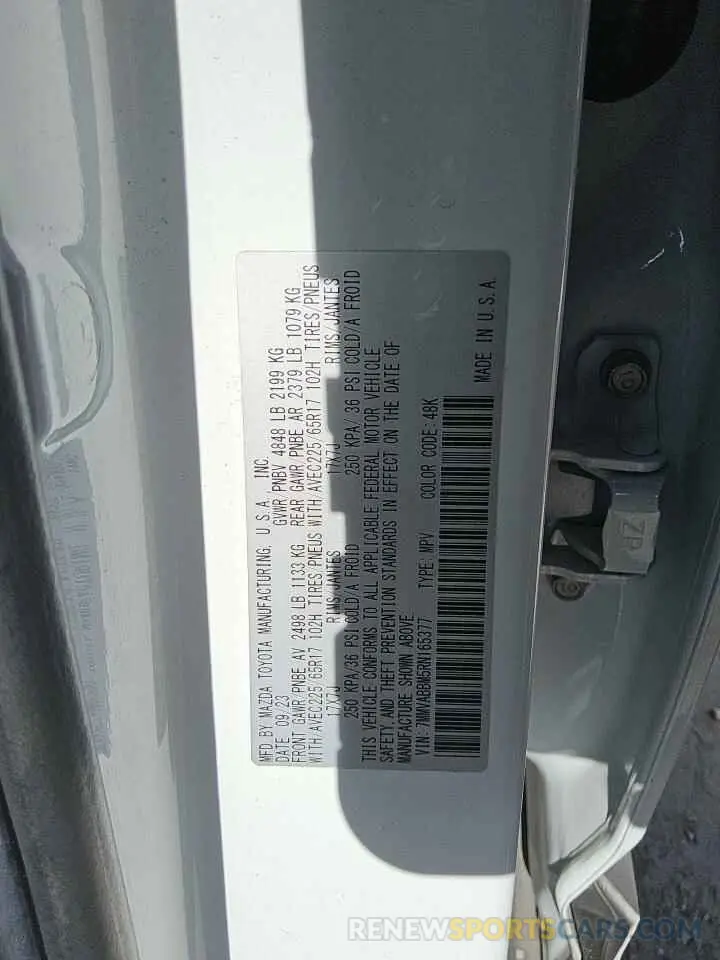 MFD BY MAZDA TOYOTA MANUFACTURING, U.S.A., INC.
DATE 09/23 GVWR PNBV 4848 LB 2199 KG
FRONT GAWR/PNBE AV 2498 LB 1133 KG REAR GAWR PNBE AR 2379 LB 1079 KG
WITH/AVEC225/65R17 102H TIRES PNEUS WITH/AVEC225/65R17 102H TIRES/PNEUS
17X7J RIMS/JANTES 17X7J RIMS/JANTES
250 KPA/36 PSI COLD/A FROID 250 KPA/36 PSI COLD/A FROID
THIS VEHICLE CONFORMS TO ALL APPLICABLE FEDERAL MOTOR VEHICLE
SAFETY AND THEFT PREVENTION STANDARDS IN EFFECT ON THE DATE OF
MANUFACTURE SHOWN ABOVE
VIN:7MMVABBM5RN165377 TYPE: MPV COLOR CODE: 48K
MADE IN U.S.A.
ZP
RENEWSPORTSCARS.COM